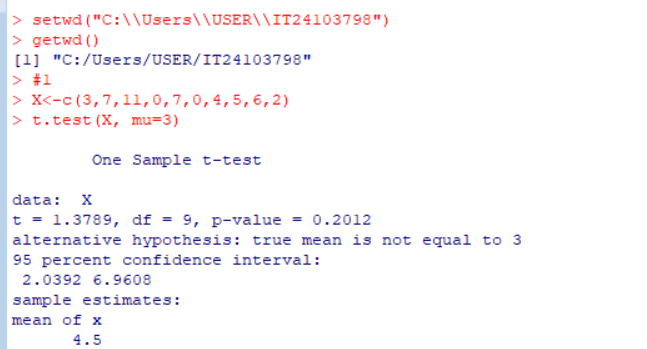 > setwd("C:\\Users\\USER\\IT24103798")
> getwd()
[1] "C:/Users/USER/IT24103798"
> #1
> X<-c(3,7,11,0,7,0,4,5,6,2)
> t.test(X, mu=3)
One Sample t-test
data:  X
t = 1.3789, df = 9, p-value = 0.2012
alternative hypothesis: true mean is not equal to 3
95 percent confidence interval:
2.0392 6.9608
sample estimates:
mean of x
4.5